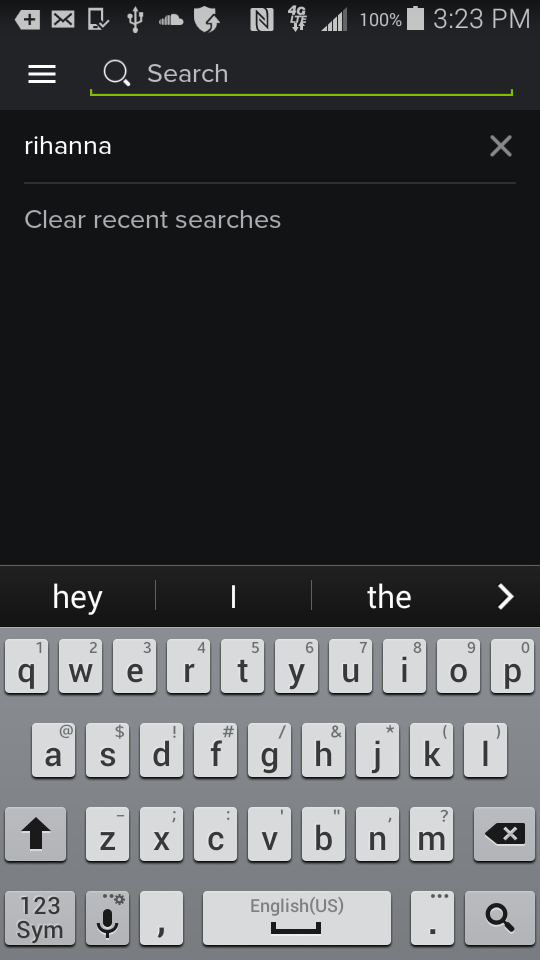 4G LTE 100% 3:23 PM
Search
rihanna
Clear recent searches
hey I the
1 2 3 4 5 6 7 8 9 0
q w e r t y u i o p
@ $ ! # / & * ( )
a s d f g h j k l
- ; : ' " , ?
z x c v b n m
123 Sym , English(US) .